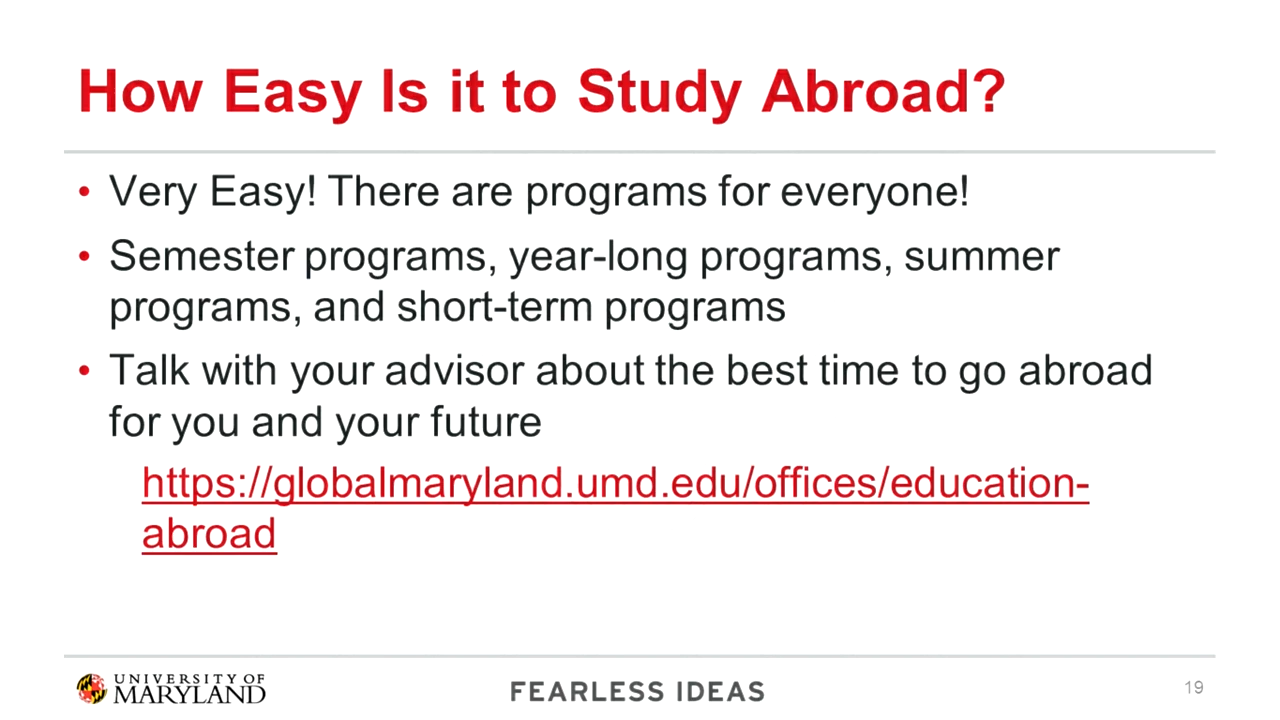 How Easy Is it to Study Abroad?
• Very Easy! There are programs for everyone!
• Semester programs, year-long programs, summer
programs, and short-term programs
• Talk with your advisor about the best time to go abroad
for you and your future
https://globalmaryland.umd.edu/offices/education-
abroad
UNIVERSITY OF
MARYLAND
FEARLESS IDEAS
19